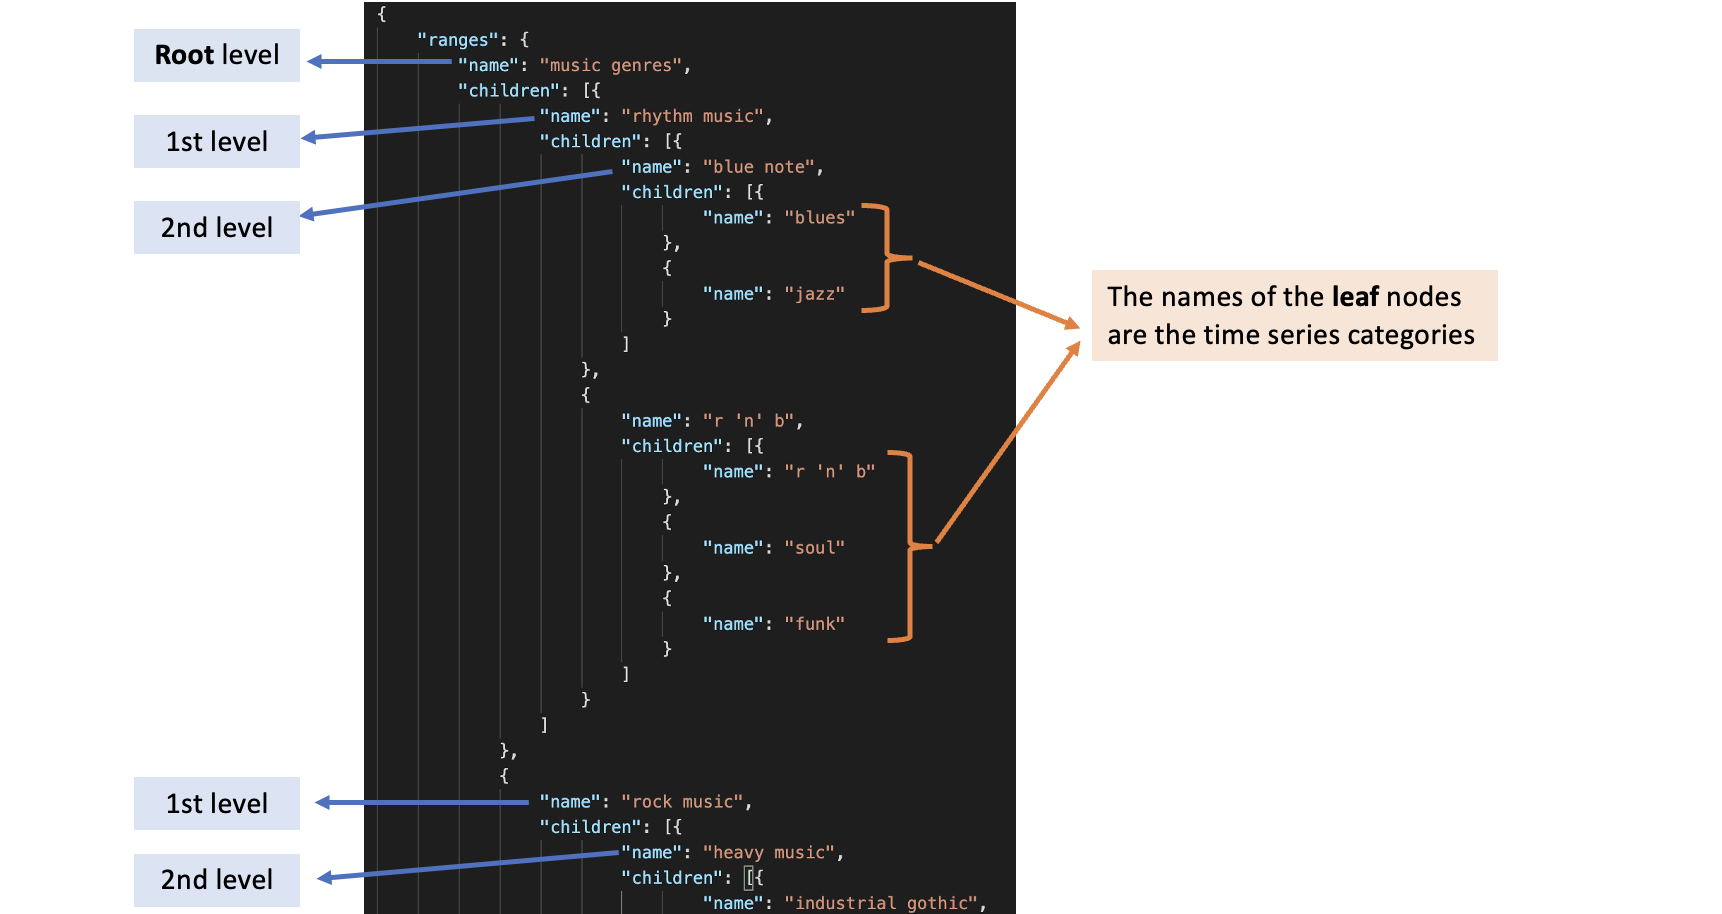 Root level
1st level
2nd level
1st level
2nd level
{
"ranges": {
"name": "music genres",
"children": [{
"name": "rhythm music",
"children": [{
"name": "blue note",
"children": [{
"name": "blues"
},
{
"name": "jazz"
}
]
},
{
"name": "r 'n' b",
"children": [{
"name": "r 'n' b"
},
{
"name": "soul"
},
{
"name": "funk"
}
]
}
]
},
{
"name": "rock music",
"children": [{
"name": "heavy music",
"children": [{
"name": "industrial gothic",
The names of the leaf nodes
are the time series categories